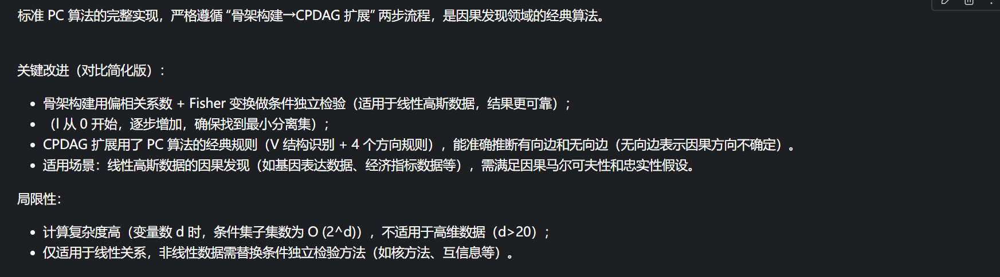 标准 PC 算法的完整实现，严格遵循 “骨架构建→CPDAG 扩展” 两步流程，是因果发现领域的经典算法。
关键改进（对比简化版）：
• 骨架构建用偏相关系数 + Fisher 变换做条件独立检验（适用于线性高斯数据，结果更可靠）；
• （l 从 0 开始，逐步增加，确保找到最小分离集）；
• CPDAG 扩展用了 PC 算法的经典规则（V 结构识别 + 4 个方向规则），能准确推断有向边和无向边（无向边表示因果方向不确定）。
• 适用场景：线性高斯数据的因果发现（如基因表达数据、经济指标数据等），需满足因果马尔可夫性和忠实性假设。
局限性：
• 计算复杂度高（变量数 d 时，条件集子集数为 O (2^d)），不适用于高维数据（d>20）；
• 仅适用于线性关系，非线性数据需替换条件独立检验方法（如核方法、互信息等）。